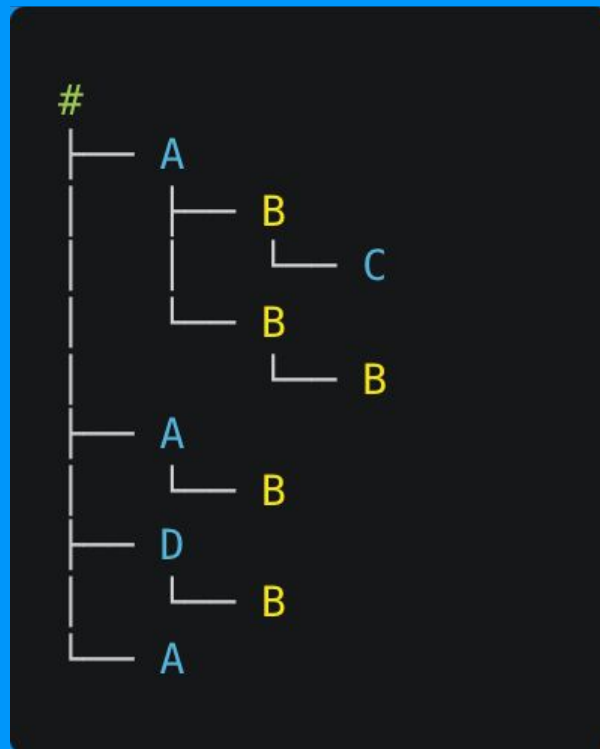 #
├── A
│   ├── B
│   │   └── C
│   └── B
│       └── B
├── A
│   └── B
├── D
│   └── B
└── A